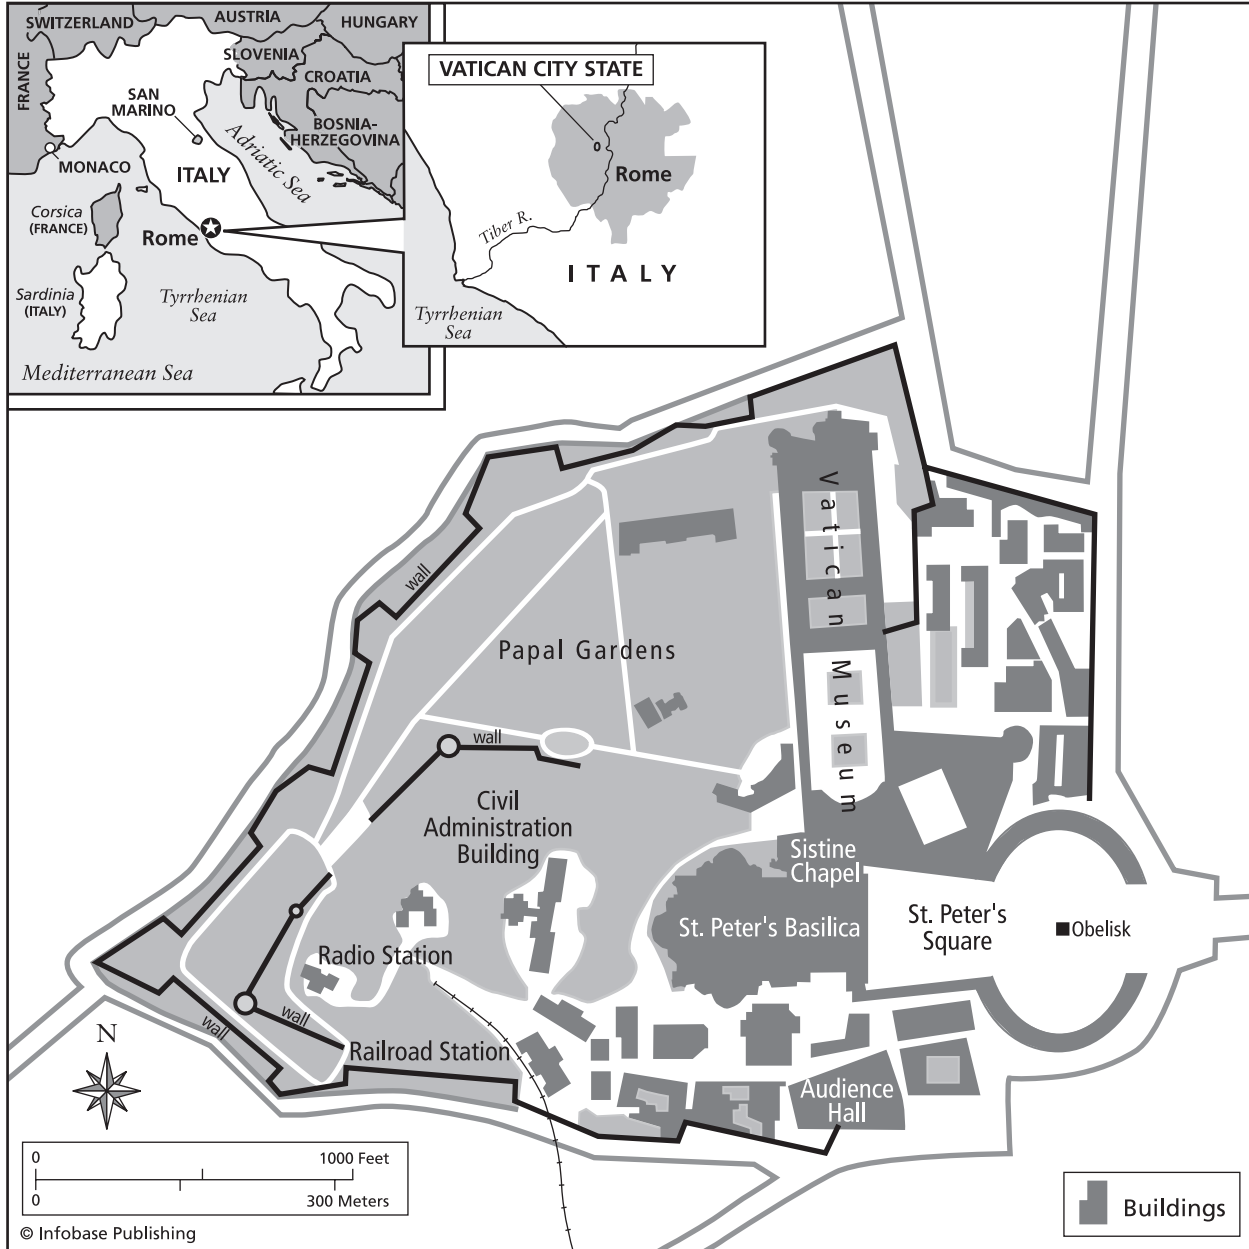 SWITZERLAND
AUSTRIA
HUNGARY
FRANCE
SLOVENIA
CROATIA
SAN
MARINO
BOSNIA-
HERZEGOVINA
Adriatic Sea
MONACO
ITALY
Corsica
(FRANCE)
Rome
Sardinia
(ITALY)
Tyrrhenian
Sea
Mediterranean Sea
VATICAN CITY STATE
Rome
Tiber R.
ITALY
Tyrrhenian
Sea
Vatican Museum
wall
Papal Gardens
wall
Civil
Administration
Building
Sistine
Chapel
St. Peter's Basilica
St. Peter's
Square
Obelisk
Radio Station
wall
wall
Railroad Station
Audience
Hall
N
0 1000 Feet
0 300 Meters
© Infobase Publishing
Buildings